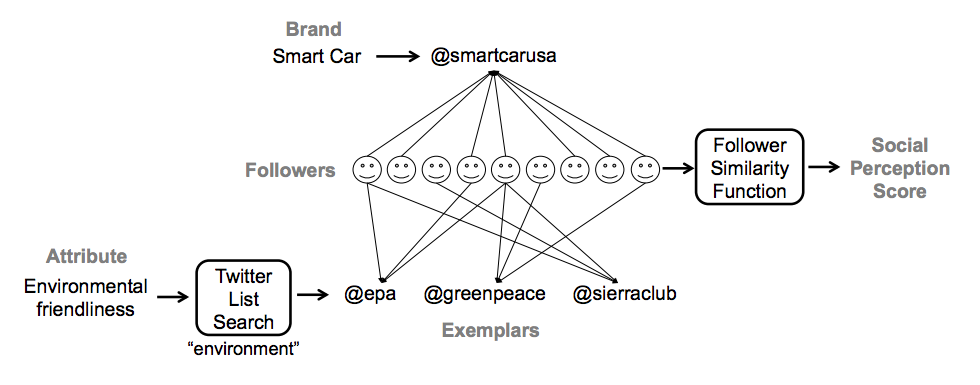 Brand
Smart Car
@smartcarusa
Followers
Follower
Similarity
Function
Social
Perception
Score
Attribute
Environmental
friendliness
Twitter
List
Search
“environment”
@epa
@greenpeace
@sierraclub
Exemplars